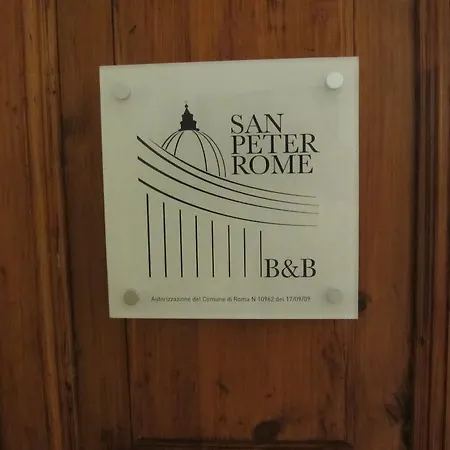 SAN
PETER
ROME
B&B
Autorizzazione del Comune di Roma N 10962 del 17/09/09